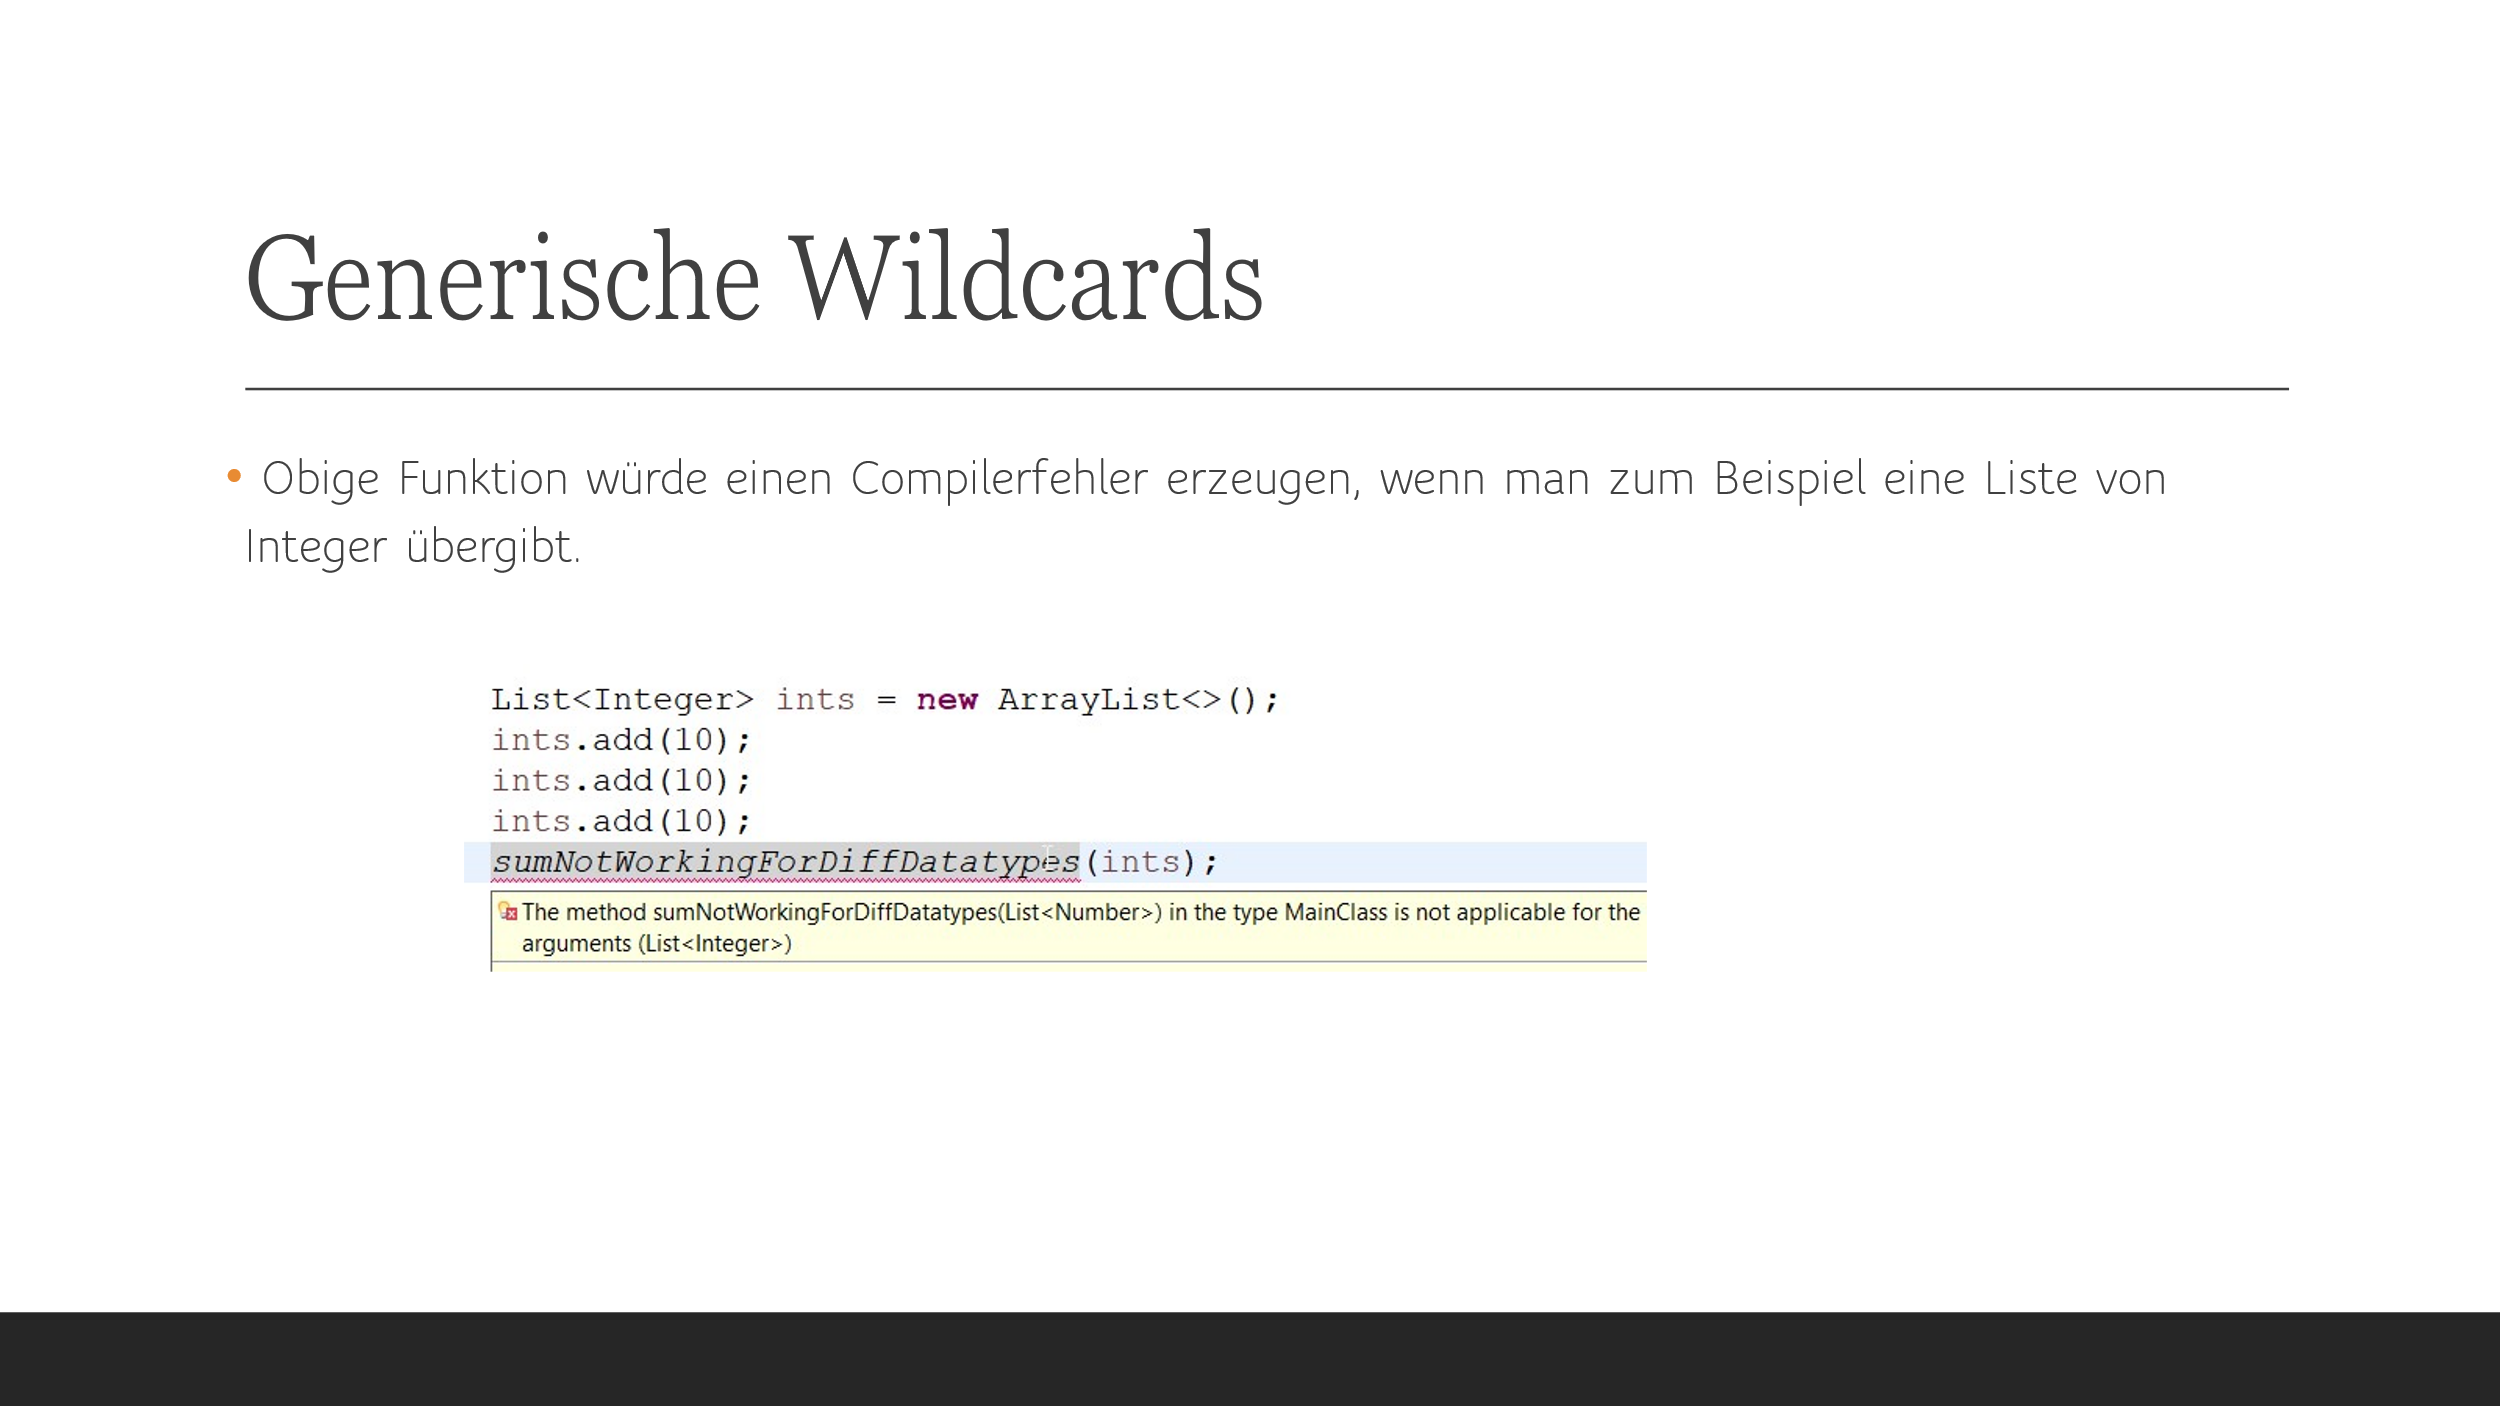 Generische Wildcards
• Obige Funktion würde einen Compilerfehler erzeugen, wenn man zum Beispiel eine Liste von
Integer übergibt.
List<Integer> ints = new ArrayList<>();
ints.add(10);
ints.add(10);
ints.add(10);
sumNotWorkingForDiffDatatypes(ints);
The method sumNotWorkingForDiffDatatypes(List<Number>) in the type MainClass is not applicable for the
arguments (List<Integer>)